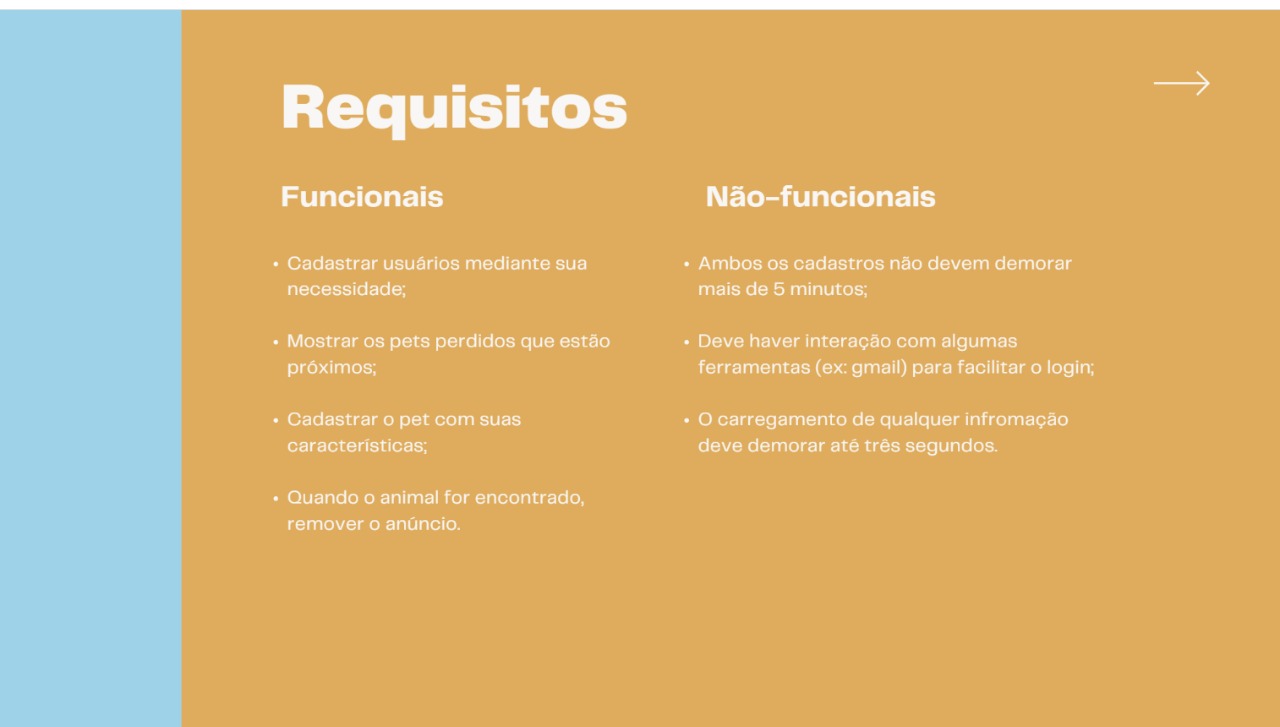 Requisitos
Funcionais
• Cadastrar usuários mediante sua
necessidade;
• Mostrar os pets perdidos que estão
próximos;
• Cadastrar o pet com suas
características;
• Quando o animal for encontrado,
remover o anúncio.
Não-funcionais
• Ambos os cadastros não devem demorar
mais de 5 minutos;
• Deve haver interação com algumas
ferramentas (ex: gmail) para facilitar o login;
• O carregamento de qualquer infromação
deve demorar até três segundos.